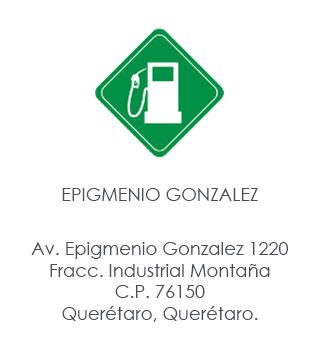 EPIGMENIO GONZALEZ
Av. Epigmenio Gonzalez 1220
Fracc. Industrial Montaña
C.P. 76150
Querétaro, Querétaro.